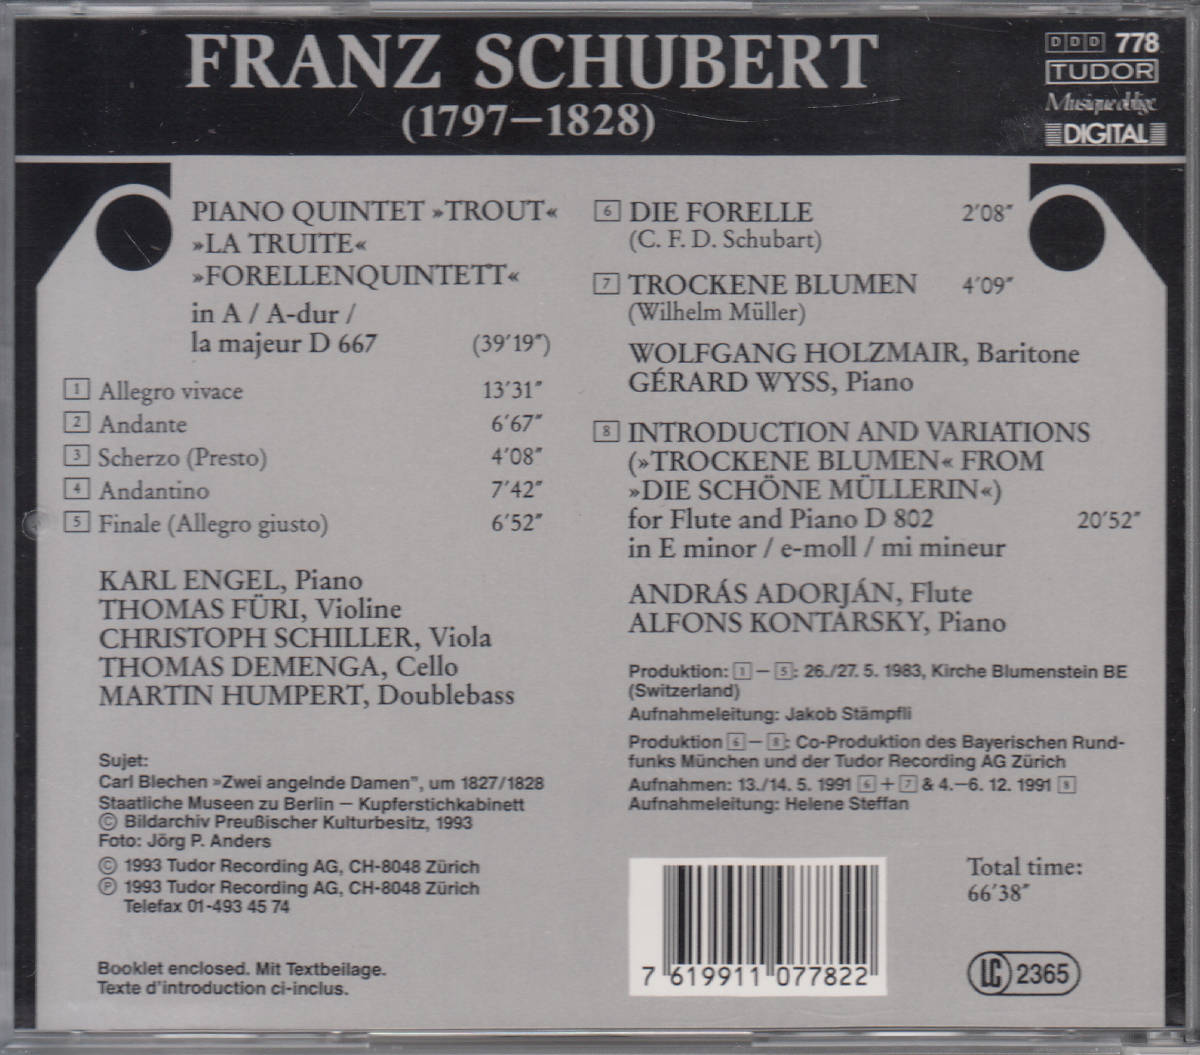 FRANZ SCHUBERT
(1797–1828)
DDD 778
TUDOR
Musique oblige
DIGITAL
PIANO QUINTET »TROUT«
»LA TRUITE«
»FORELLENQUINTETT«
in A / A-dur /
la majeur D 667 (39′19″)
1 Allegro vivace 13′31″
2 Andante 6′67″
3 Scherzo (Presto) 4′08″
4 Andantino 7′42″
5 Finale (Allegro giusto) 6′52″
KARL ENGEL, Piano
THOMAS FÜRI, Violine
CHRISTOPH SCHILLER, Viola
THOMAS DEMENGA, Cello
MARTIN HUMPERT, Doublebass
Sujet:
Carl Blechen »Zwei angelnde Damen", um 1827/1828
Staatliche Museen zu Berlin – Kupferstichkabinett
© Bildarchiv Preußischer Kulturbesitz, 1993
Foto: Jörg P. Anders
© 1993 Tudor Recording AG, CH-8048 Zürich
℗ 1993 Tudor Recording AG, CH-8048 Zürich
Telefax 01-493 45 74
Booklet enclosed. Mit Textbeilage.
Texte d'introduction ci-inclus.
6 DIE FORELLE 2′08″
(C. F. D. Schubart)
7 TROCKENE BLUMEN 4′09″
(Wilhelm Müller)
WOLFGANG HOLZMAIR, Baritone
GÉRARD WYSS, Piano
8 INTRODUCTION AND VARIATIONS
(»TROCKENE BLUMEN« FROM
»DIE SCHÖNE MÜLLERIN«)
for Flute and Piano D 802 20′52″
in E minor / e-moll / mi mineur
ANDRÁS ADORJÁN, Flute
ALFONS KONTARSKY, Piano
Produktion: 1 – 5: 26./27. 5. 1983, Kirche Blumenstein BE
(Switzerland)
Aufnahmeleitung: Jakob Stämpfli
Produktion 6 – 8: Co-Produktion des Bayerischen Rund-
funks München und der Tudor Recording AG Zürich
Aufnahmen: 13./14. 5. 1991 6 + 7 & 4.–6. 12. 1991 8
Aufnahmeleitung: Helene Steffan
7 619911 077822
Total time:
66′38″
LC 2365